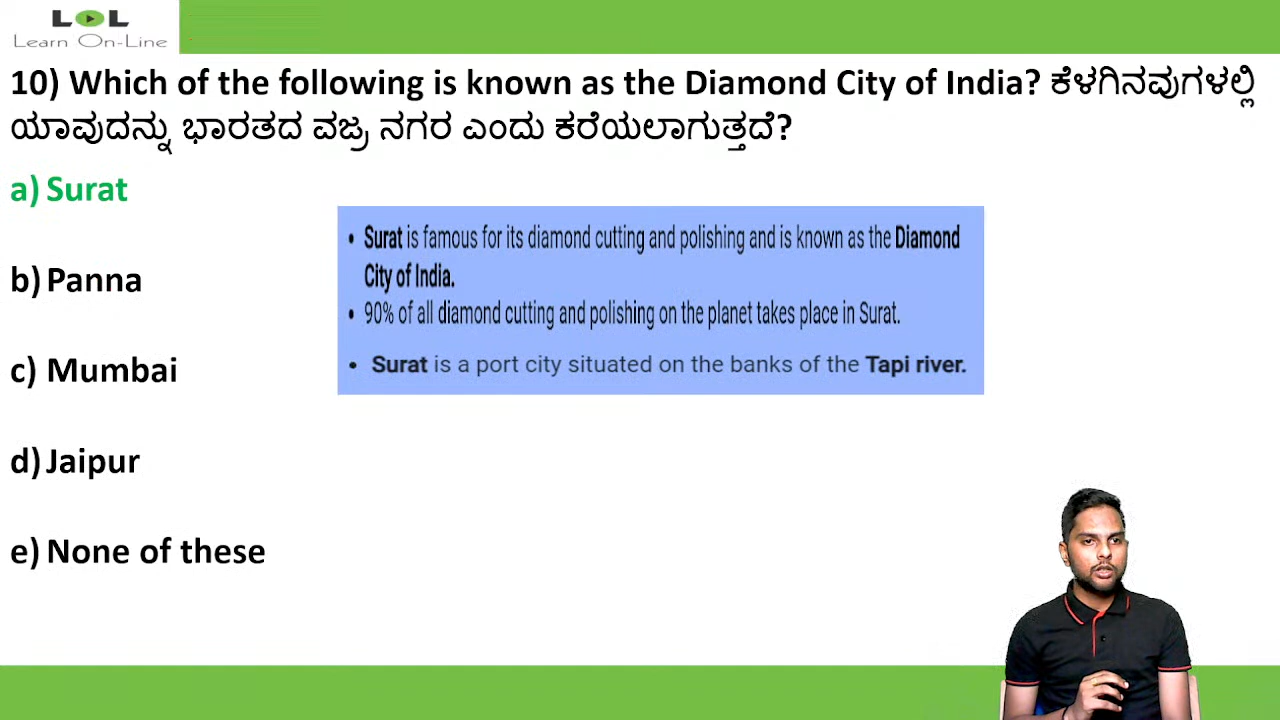 LOL
Learn On-Line
10) Which of the following is known as the Diamond City of India? ಕೆಳಗಿನವುಗಳಲ್ಲಿ
ಯಾವುದನ್ನು ಭಾರತದ ವಜ್ರ ನಗರ ಎಂದು ಕರೆಯಲಾಗುತ್ತದೆ?
a) Surat
• Surat is famous for its diamond cutting and polishing and is known as the Diamond
City of India.
• 90% of all diamond cutting and polishing on the planet takes place in Surat.
• Surat is a port city situated on the banks of the Tapi river.
b) Panna
c) Mumbai
d) Jaipur
e) None of these